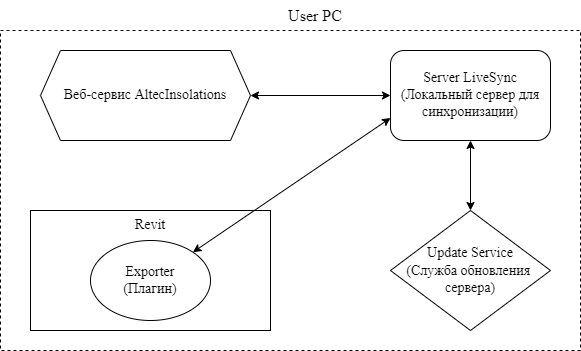 User PC
Веб-сервис AltecInsolations
Server LiveSync
(Локальный сервер для
синхронизации)
Revit
Exporter
(Плагин)
Update Service
(Служба обновления
сервера)